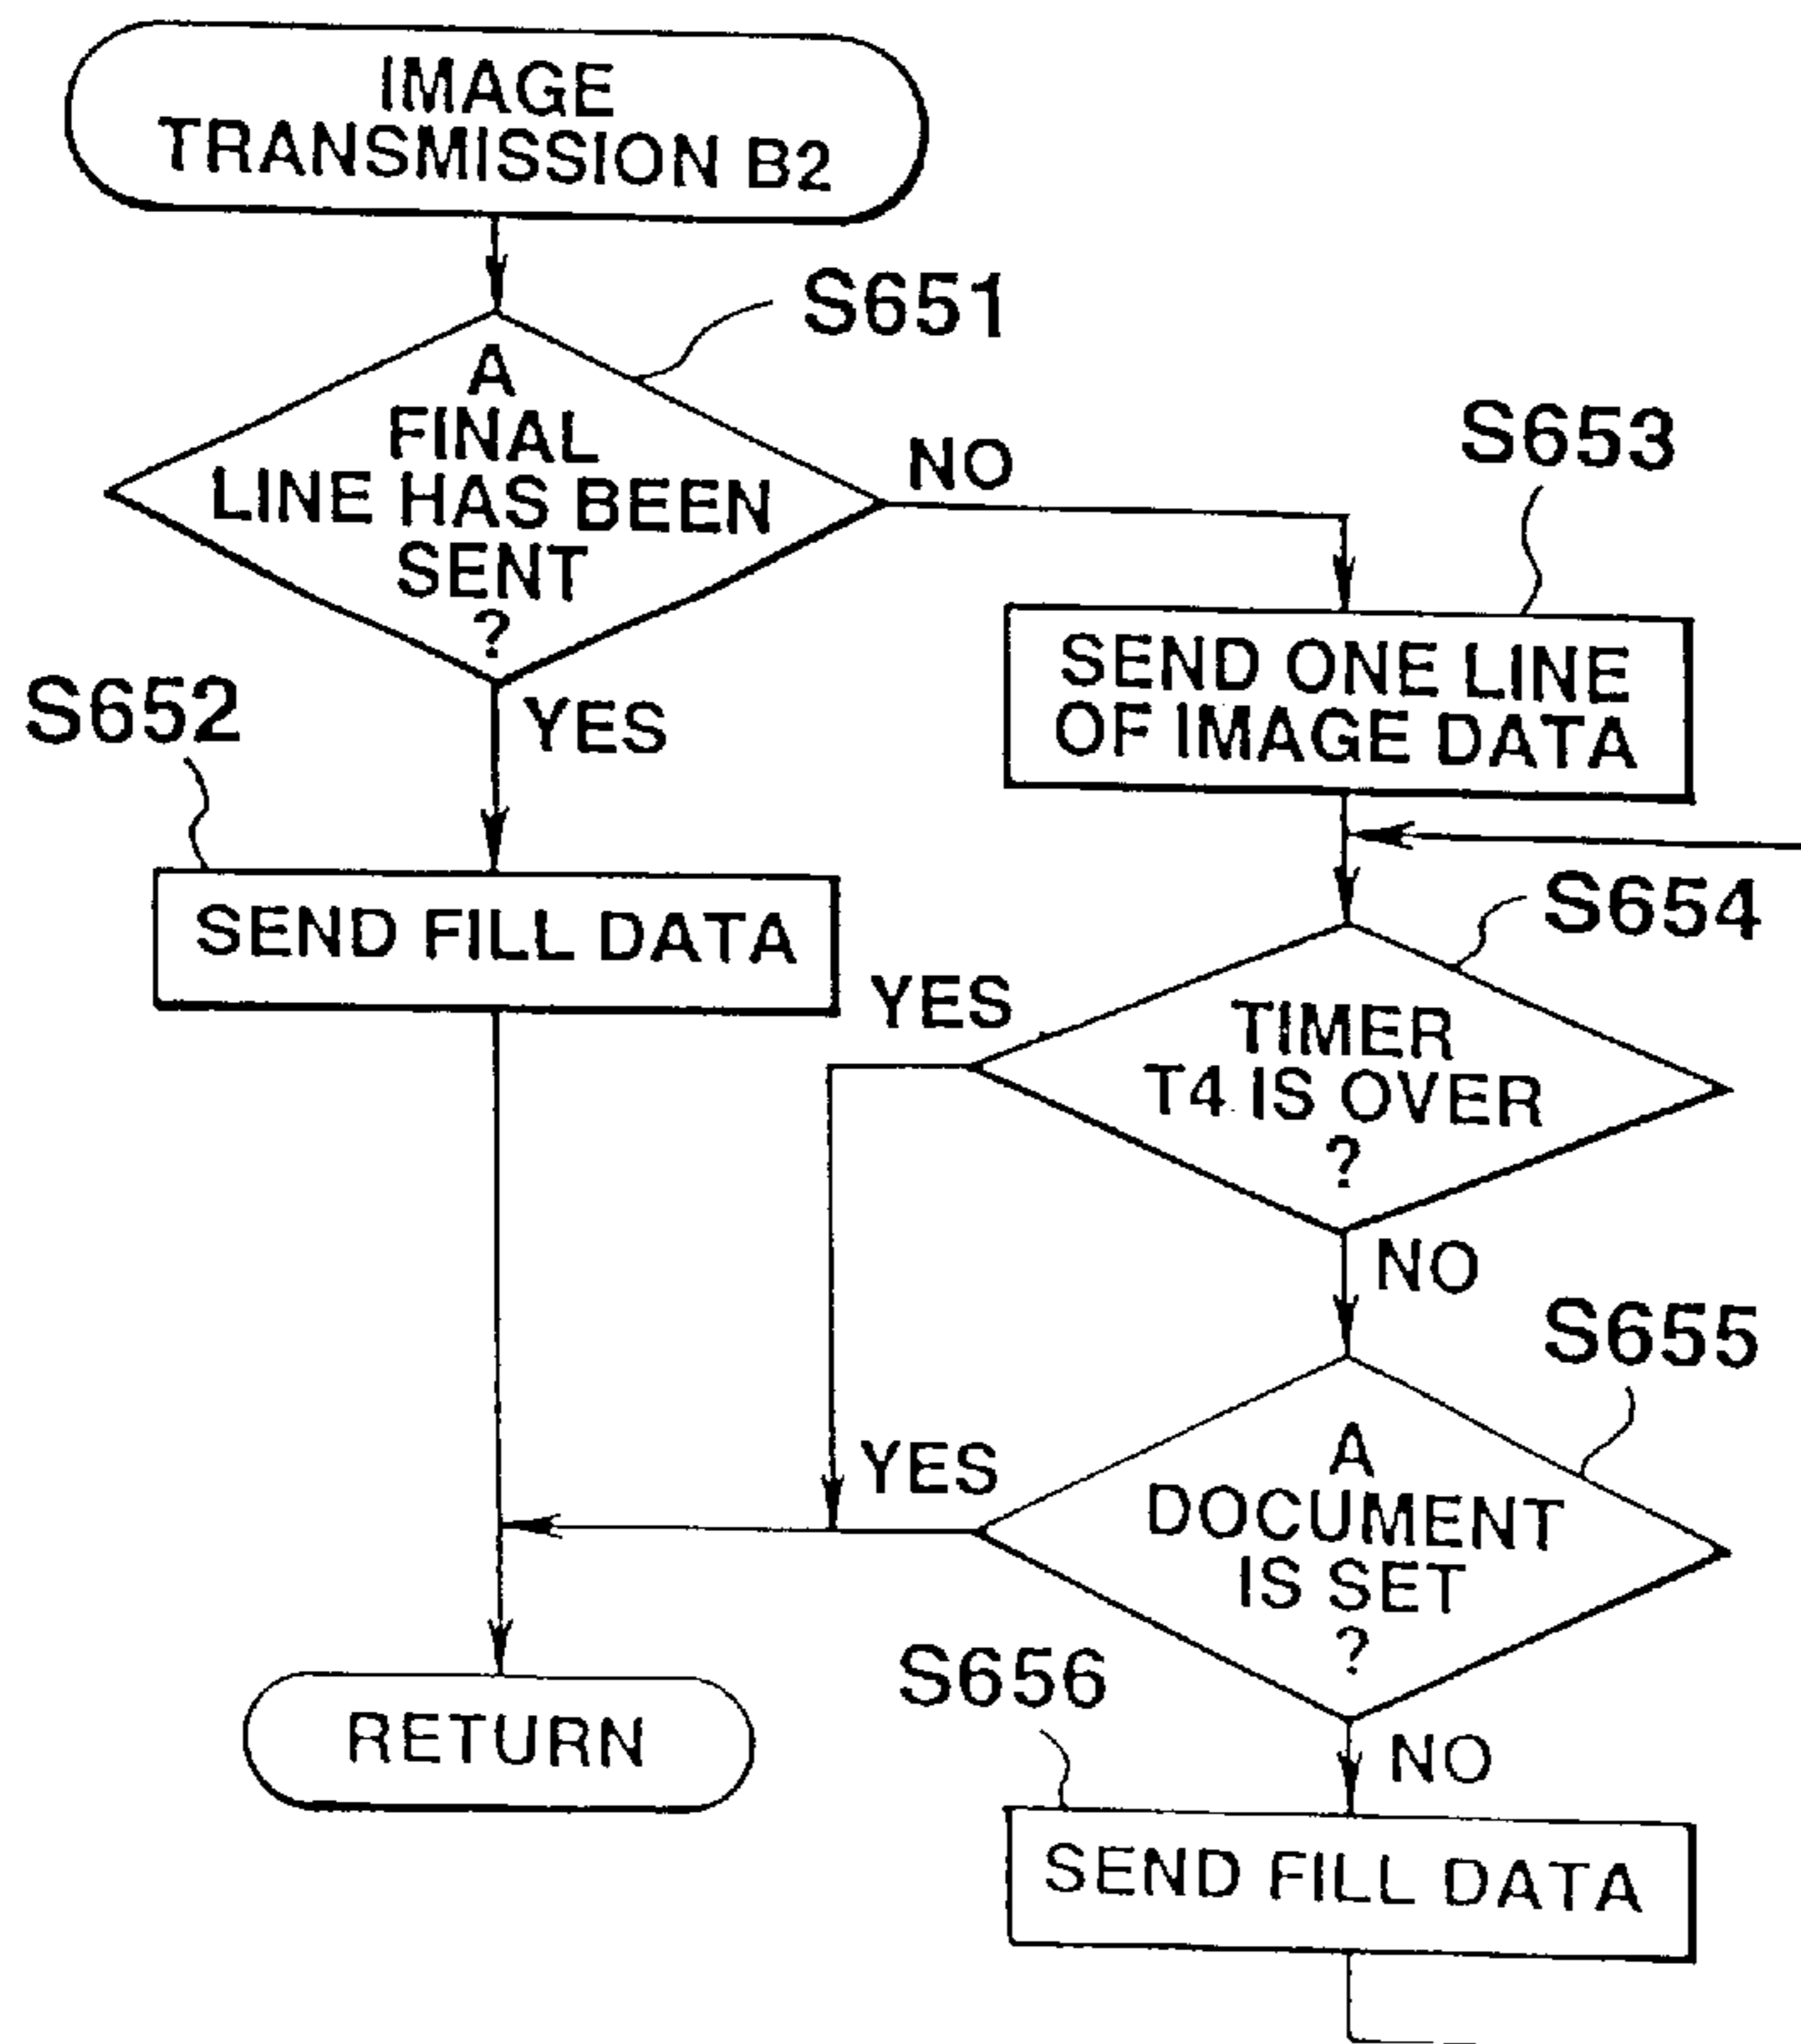 IMAGE
TRANSMISSION B2
S651
A
FINAL
LINE HAS BEEN
SENT
?
NO
YES
S652
SEND FILL DATA
S653
SEND ONE LINE
OF IMAGE DATA
S654
TIMER
T4 IS OVER
?
YES
NO
S655
A
DOCUMENT
IS SET
?
YES
NO
S656
SEND FILL DATA
RETURN